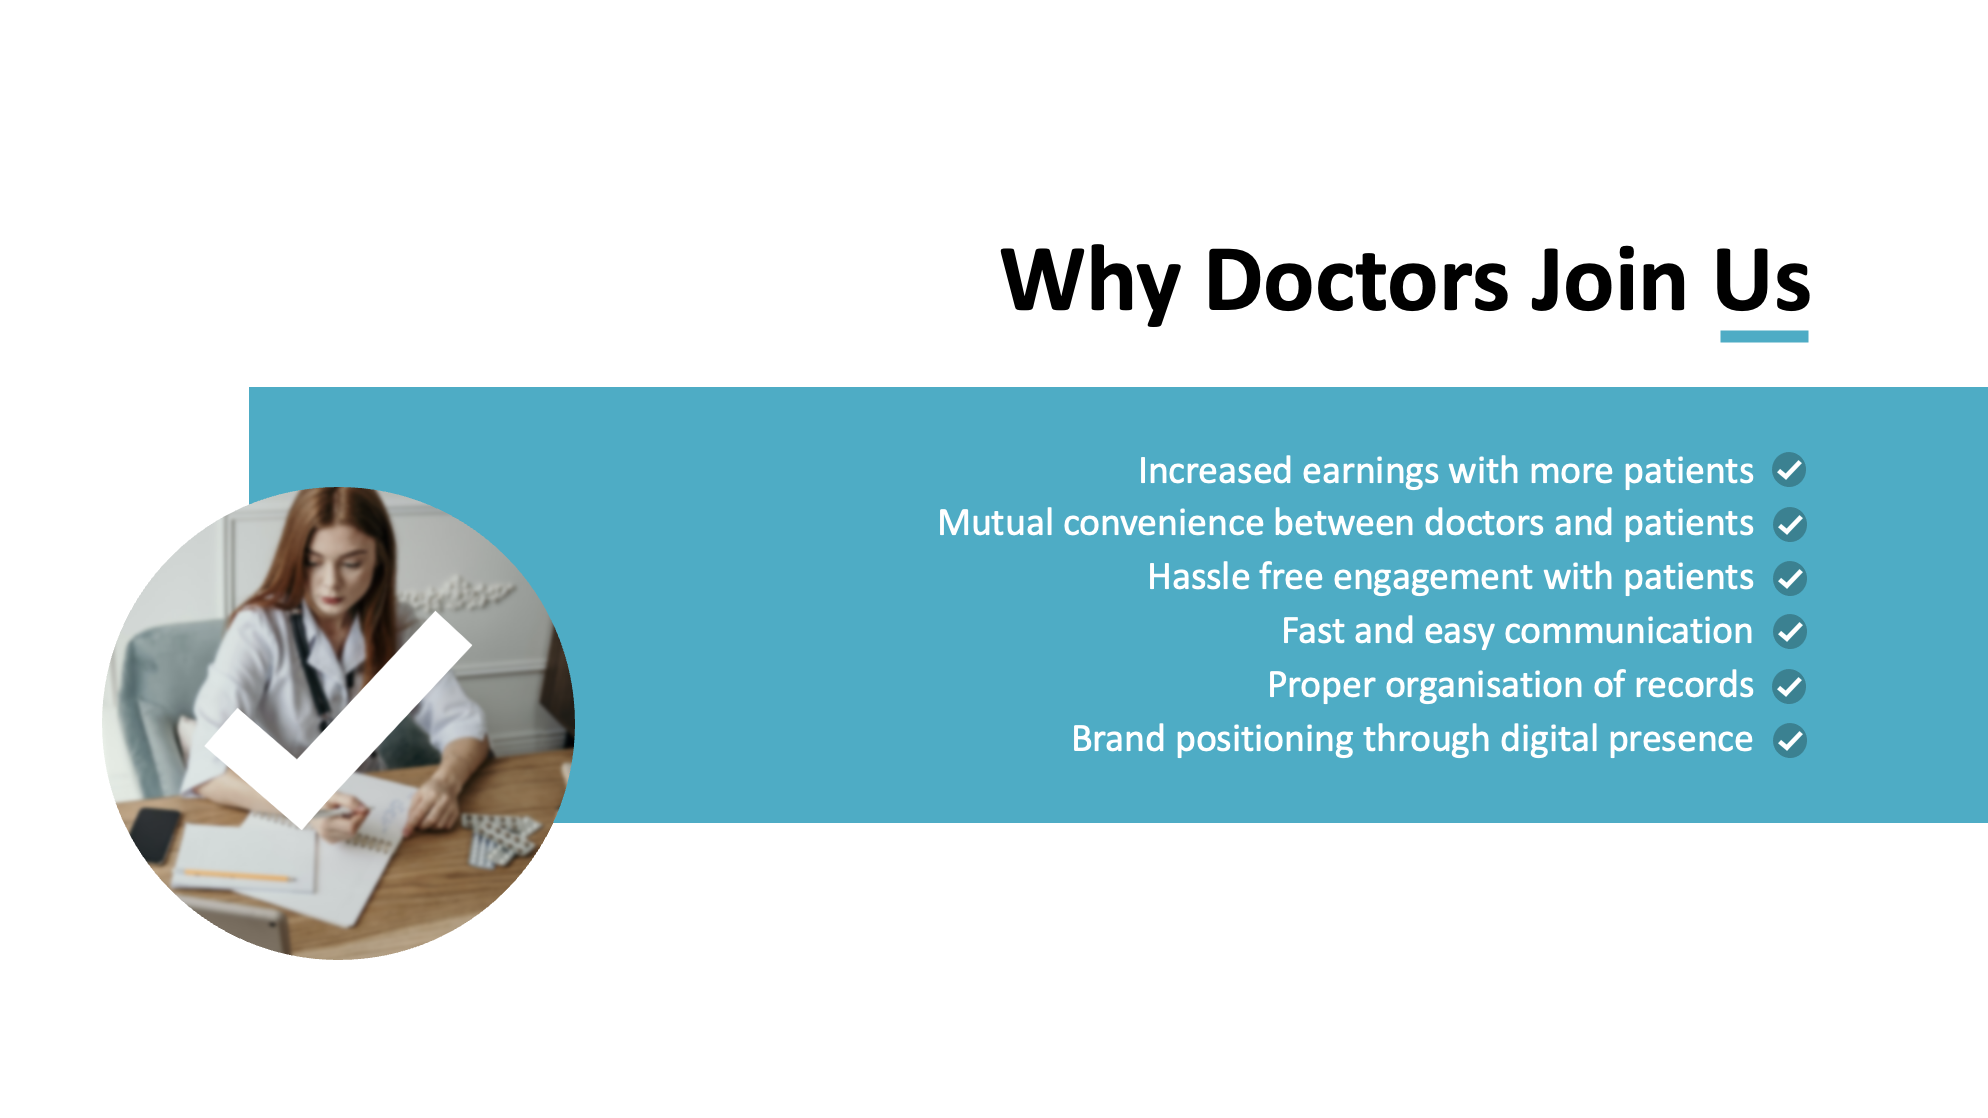 Why Doctors Join Us
Increased earnings with more patients
Mutual convenience between doctors and patients
Hassle free engagement with patients
Fast and easy communication
Proper organisation of records
Brand positioning through digital presence